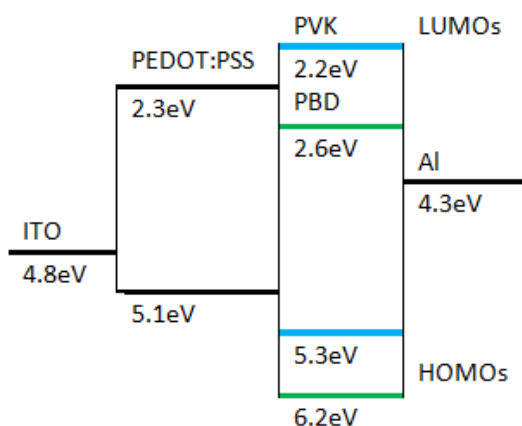 PVK
LUMOs
PEDOT:PSS
2.2eV
2.3eV
PBD
2.6eV
Al
4.3eV
ITO
4.8eV
5.1eV
5.3eV
HOMOs
6.2eV